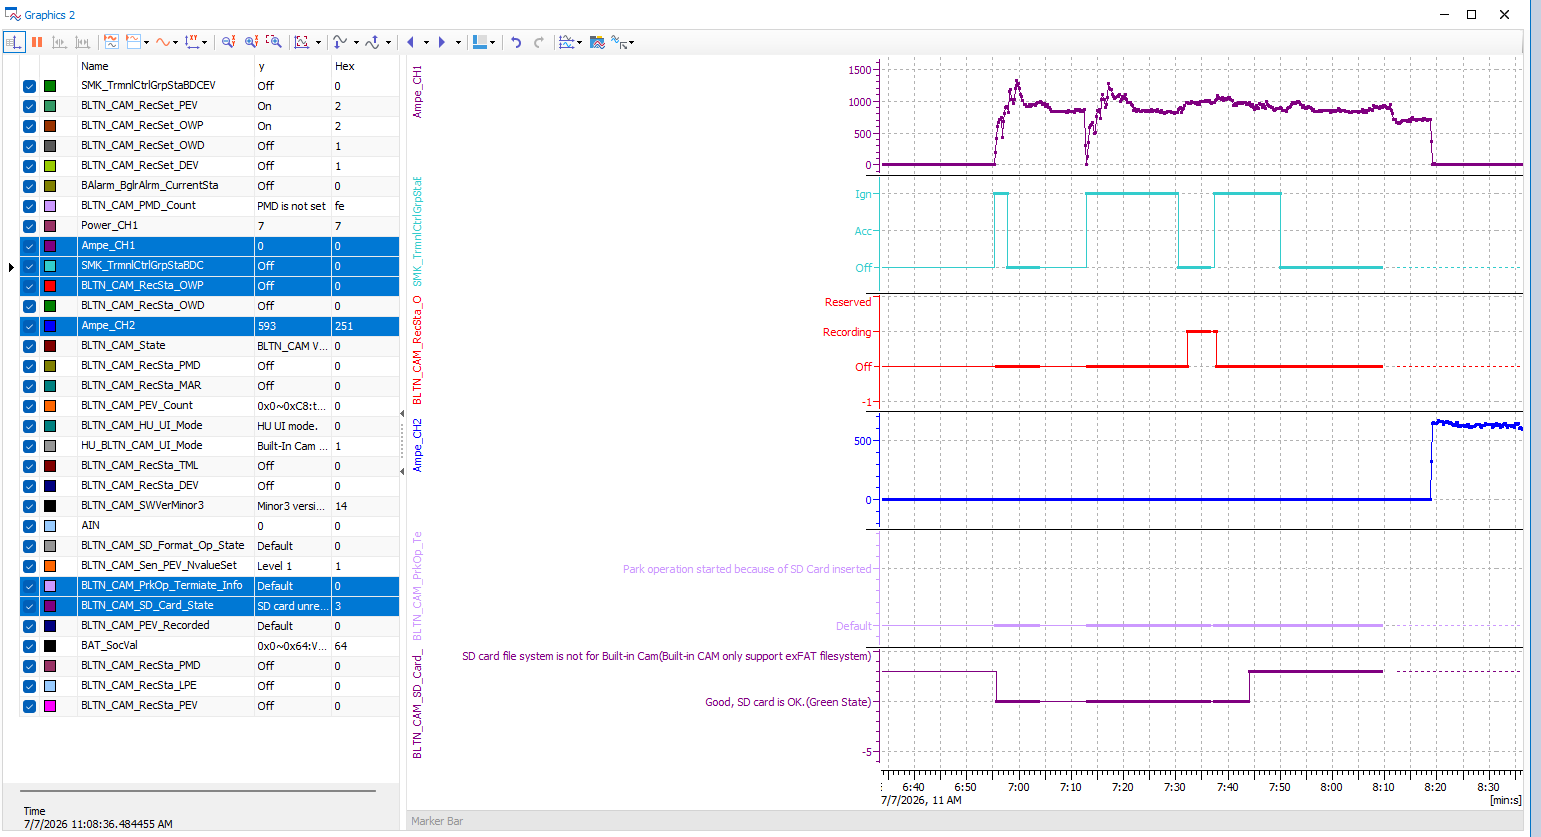 Graphics 2
Name y Hex
SMK_TrmnlCtrlGrpStaBDCEV Off 0
BLTN_CAM_RecSet_PEV On 2
BLTN_CAM_RecSet_OWP On 2
BLTN_CAM_RecSet_OWD Off 1
BLTN_CAM_RecSet_DEV Off 1
BAlarm_BglrAlrm_CurrentSta Off 0
BLTN_CAM_PMD_Count PMD is not set fe
Power_CH1 7 7
Ampe_CH1 0 0
SMK_TrmnlCtrlGrpStaBDC Off 0
BLTN_CAM_RecSta_OWP Off 0
BLTN_CAM_RecSta_OWD Off 0
Ampe_CH2 593 251
BLTN_CAM_State BLTN_CAM V... 0
BLTN_CAM_RecSta_PMD Off 0
BLTN_CAM_RecSta_MAR Off 0
BLTN_CAM_PEV_Count 0x0~0xC8:t... 0
BLTN_CAM_HU_UI_Mode HU UI mode. 0
HU_BLTN_CAM_UI_Mode Built-In Cam ... 1
BLTN_CAM_RecSta_TML Off 0
BLTN_CAM_RecSta_DEV Off 0
BLTN_CAM_SWVerMinor3 Minor3 versi... 14
AIN 0 0
BLTN_CAM_SD_Format_Op_State Default 0
BLTN_CAM_Sen_PEV_NvalueSet Level 1 1
BLTN_CAM_PrkOp_Termiate_Info Default 0
BLTN_CAM_SD_Card_State SD card unre... 3
BLTN_CAM_PEV_Recorded Default 0
BAT_SocVal 0x0~0x64:V... 64
BLTN_CAM_RecSta_PMD Off 0
BLTN_CAM_RecSta_LPE Off 0
BLTN_CAM_RecSta_PEV Off 0
Time
7/7/2026 11:08:36.484455 AM
Ampe_CH1
1500
1000
500
0
SMK_TrmnlCtrlGrpStaB
Ign
Acc
Off
BLTN_CAM_RecSta_O
Reserved
Recording
Off
-1
Ampe_CH2
500
0
BLTN_CAM_PrkOp_Te
Park operation started because of SD Card inserted
Default
BLTN_CAM_SD_Card_
SD card file system is not for Built-in Cam(Built-in CAM only support exFAT filesystem)
Good, SD card is OK.(Green State)
-5
6:40 6:50 7:00 7:10 7:20 7:30 7:40 7:50 8:00 8:10 8:20 8:30
7/7/2026, 11 AM [min:s]
Marker Bar